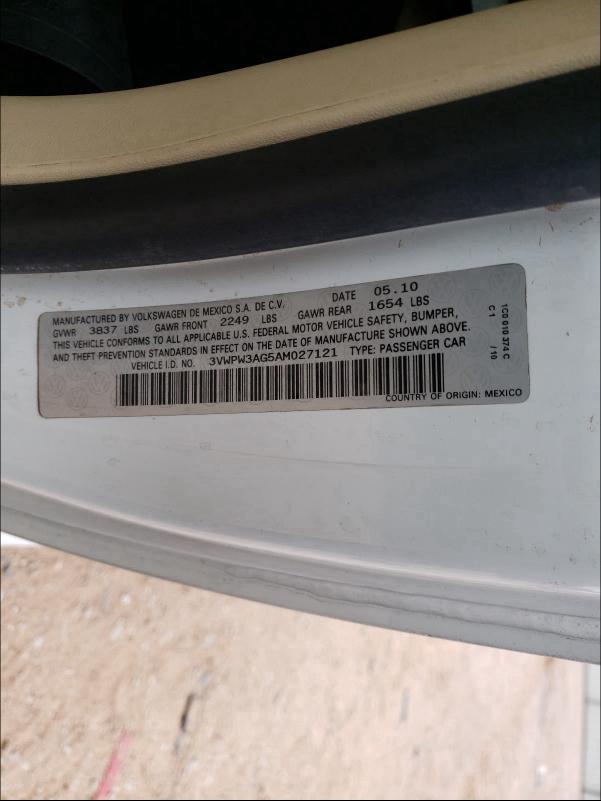 MANUFACTURED BY VOLKSWAGEN DE MEXICO S.A. DE C.V. DATE 05.10
GVWR 3837 LBS GAWR FRONT 2249 LBS GAWR REAR 1654 LBS
THIS VEHICLE CONFORMS TO ALL APPLICABLE U.S. FEDERAL MOTOR VEHICLE SAFETY, BUMPER,
AND THEFT PREVENTION STANDARDS IN EFFECT ON THE DATE OF MANUFACTURE SHOWN ABOVE.
VEHICLE I.D. NO. 3VWPW3AG5AM027121 TYPE: PASSENGER CAR
COUNTRY OF ORIGIN: MEXICO
1C0 010 374 C
C1 /10